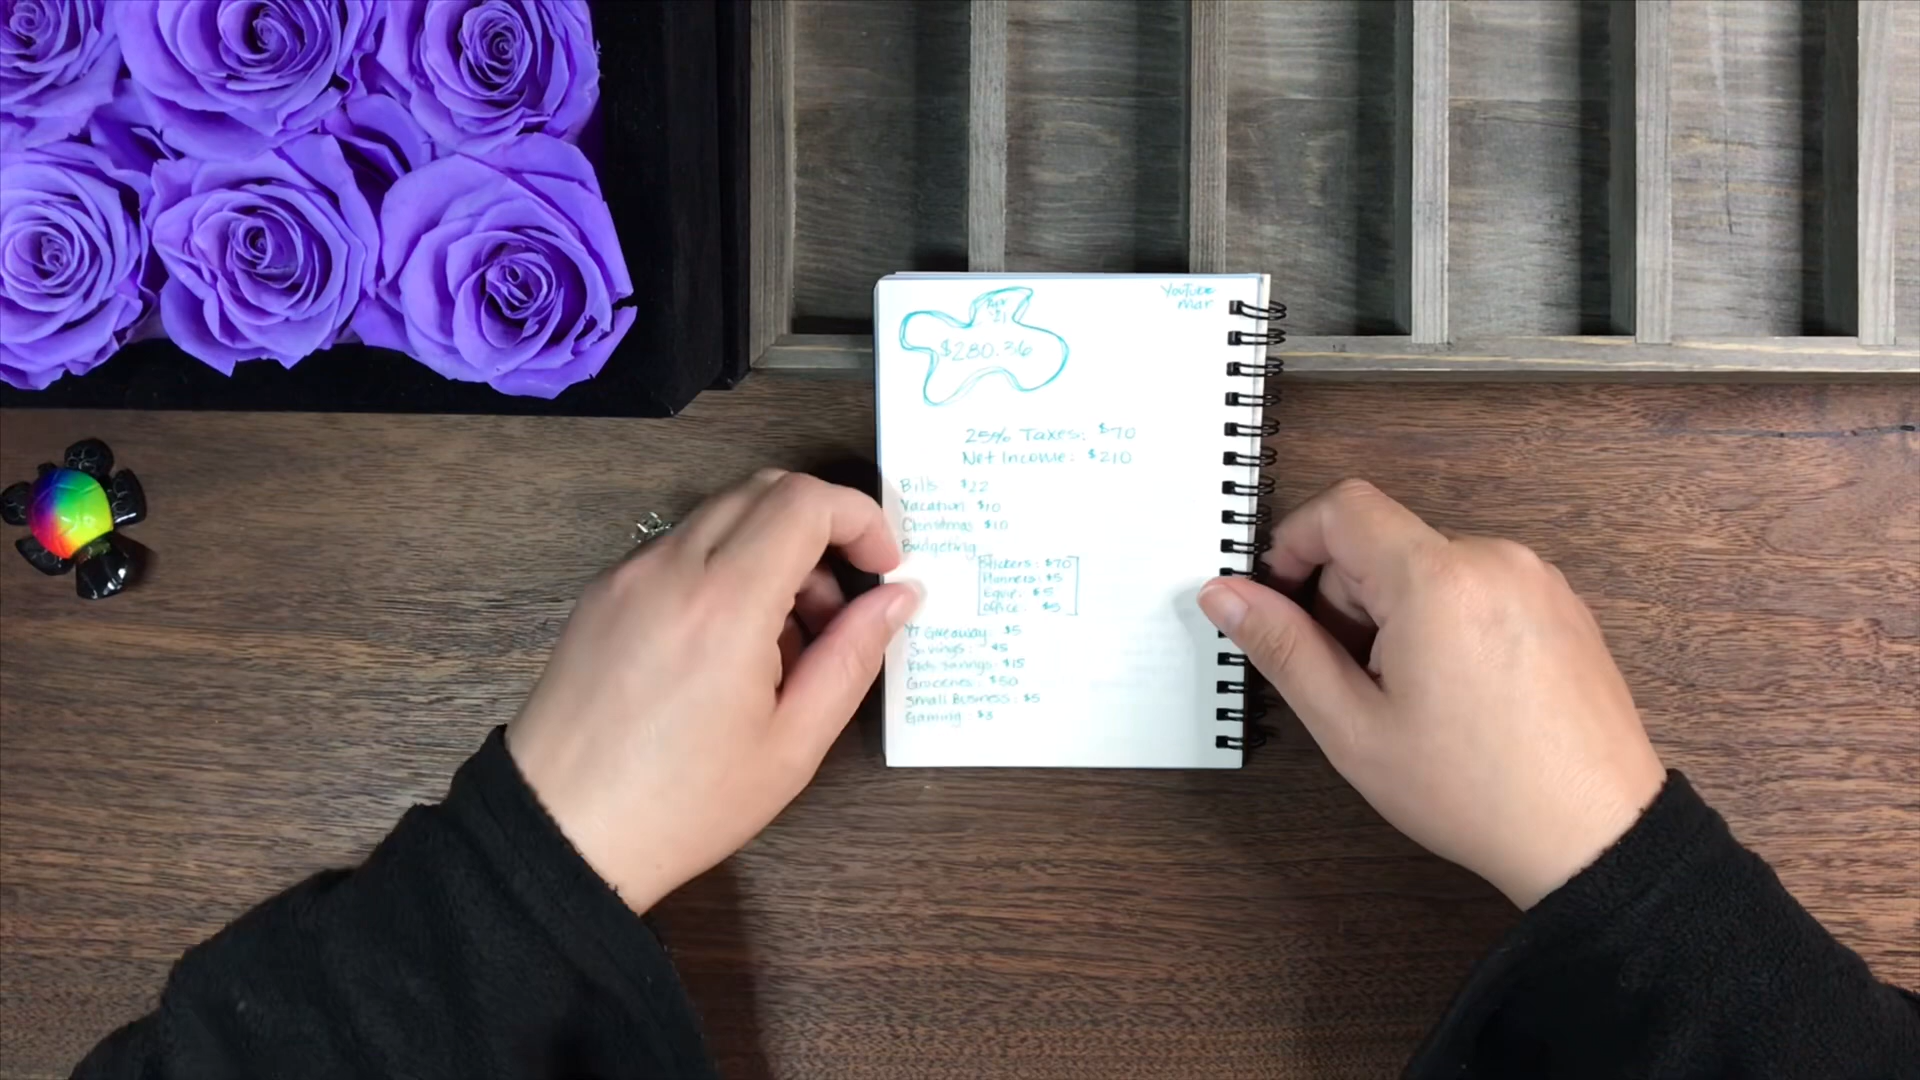 YouTube
Mar
Apr
21
$280.36
25% Taxes: $70
Net Income: $210
Bills $22
Vacation $10
Christmas $10
Budgeting
Stickers: $70
Planners: $5
Equip: $5
Office: $5
YT Giveaway: $5
Savings: $5
Kids Savings: $15
Groceries: $50
Small Business: $5
Gaming: $3